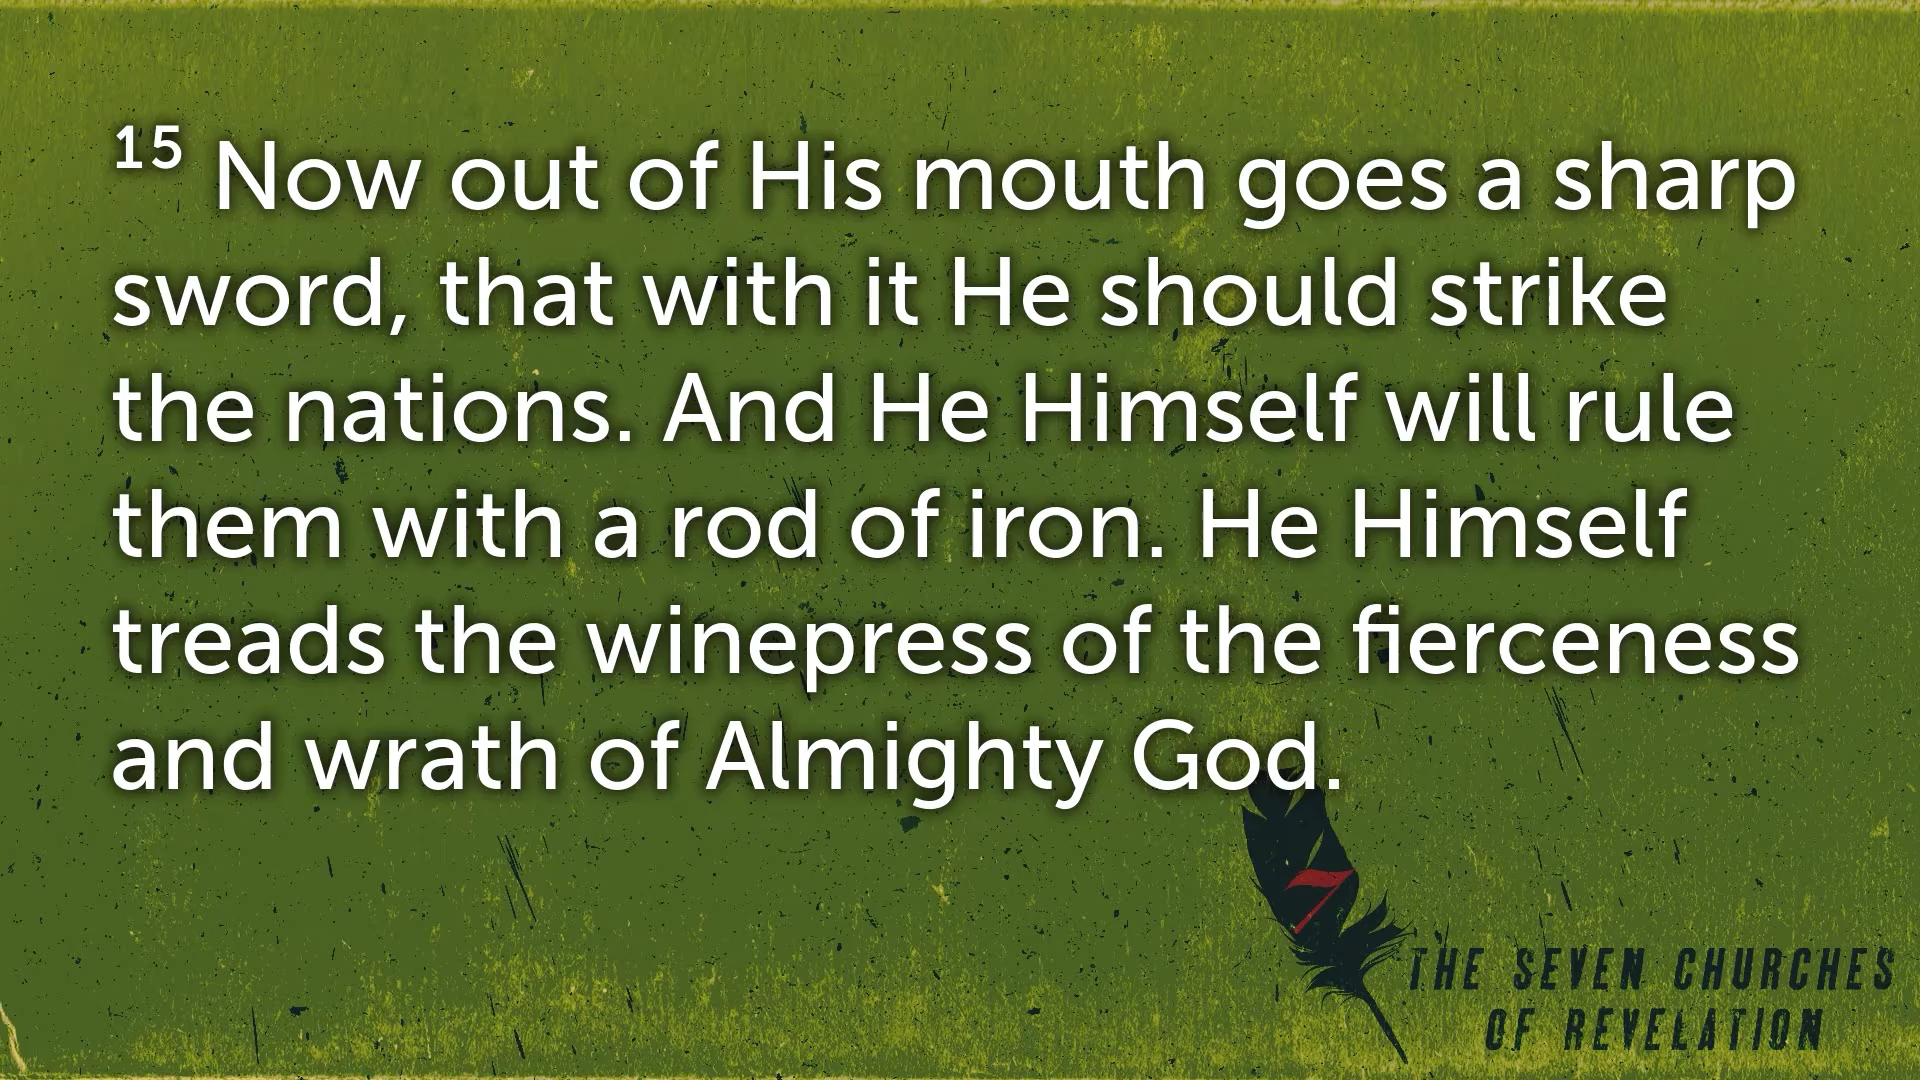 15 Now out of His mouth goes a sharp
sword, that with it He should strike
the nations. And He Himself will rule
them with a rod of iron. He Himself
treads the winepress of the fierceness
and wrath of Almighty God.
7
THE SEVEN CHURCHES
OF REVELATION